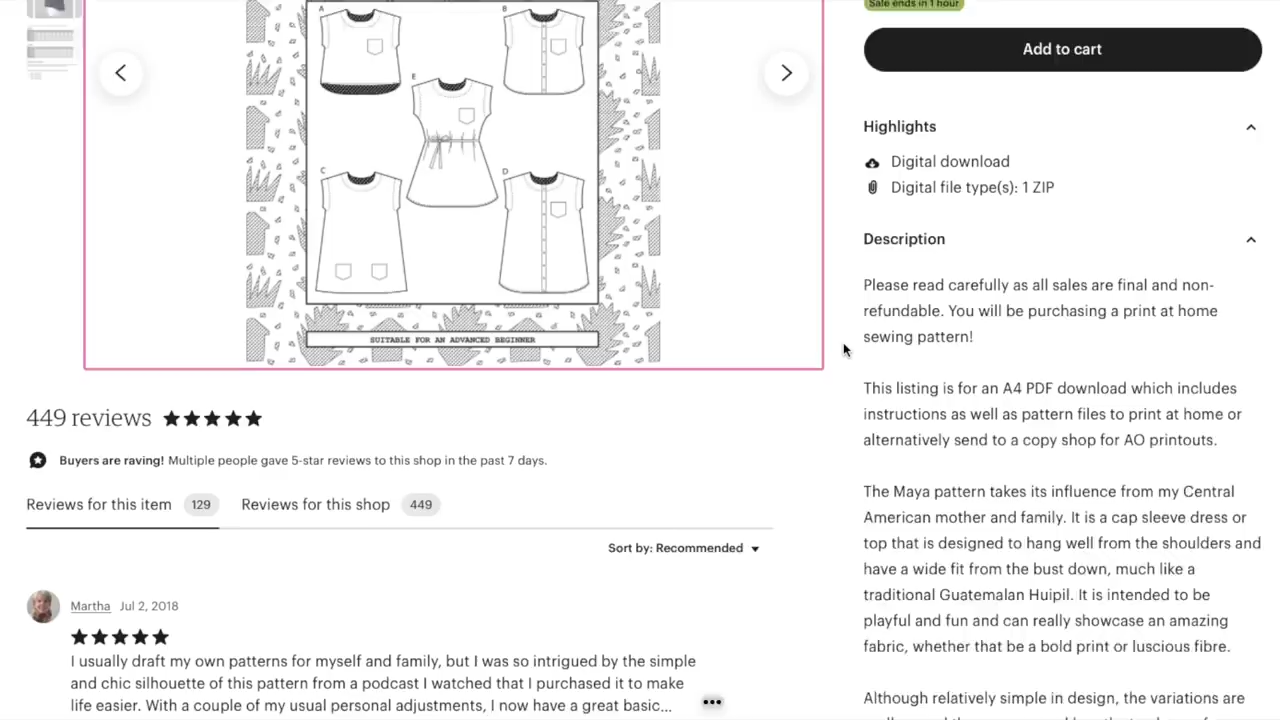 Sale ends in 1 hour
Add to cart
A
B
E
C
D
SUITABLE FOR AN ADVANCED BEGINNER
Highlights
Digital download
Digital file type(s): 1 ZIP
Description
Please read carefully as all sales are final and non-
refundable. You will be purchasing a print at home
sewing pattern!
This listing is for an A4 PDF download which includes
instructions as well as pattern files to print at home or
alternatively send to a copy shop for AO printouts.
The Maya pattern takes its influence from my Central
American mother and family. It is a cap sleeve dress or
top that is designed to hang well from the shoulders and
have a wide fit from the bust down, much like a
traditional Guatemalan Huipil. It is intended to be
playful and fun and can really showcase an amazing
fabric, whether that be a bold print or luscious fibre.
Although relatively simple in design, the variations are
449 reviews
Buyers are raving! Multiple people gave 5-star reviews to this shop in the past 7 days.
Reviews for this item 129 Reviews for this shop 449
Sort by: Recommended
Martha Jul 2, 2018
I usually draft my own patterns for myself and family, but I was so intrigued by the simple
and chic silhouette of this pattern from a podcast I watched that I purchased it to make
life easier. With a couple of my usual personal adjustments, I now have a great basic...